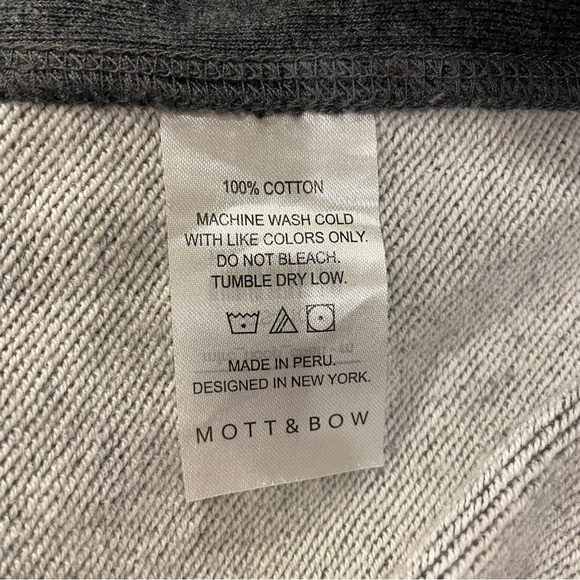 100% COTTON
MACHINE WASH COLD
WITH LIKE COLORS ONLY.
DO NOT BLEACH.
TUMBLE DRY LOW.
MADE IN PERU.
DESIGNED IN NEW YORK.
MOTT & BOW